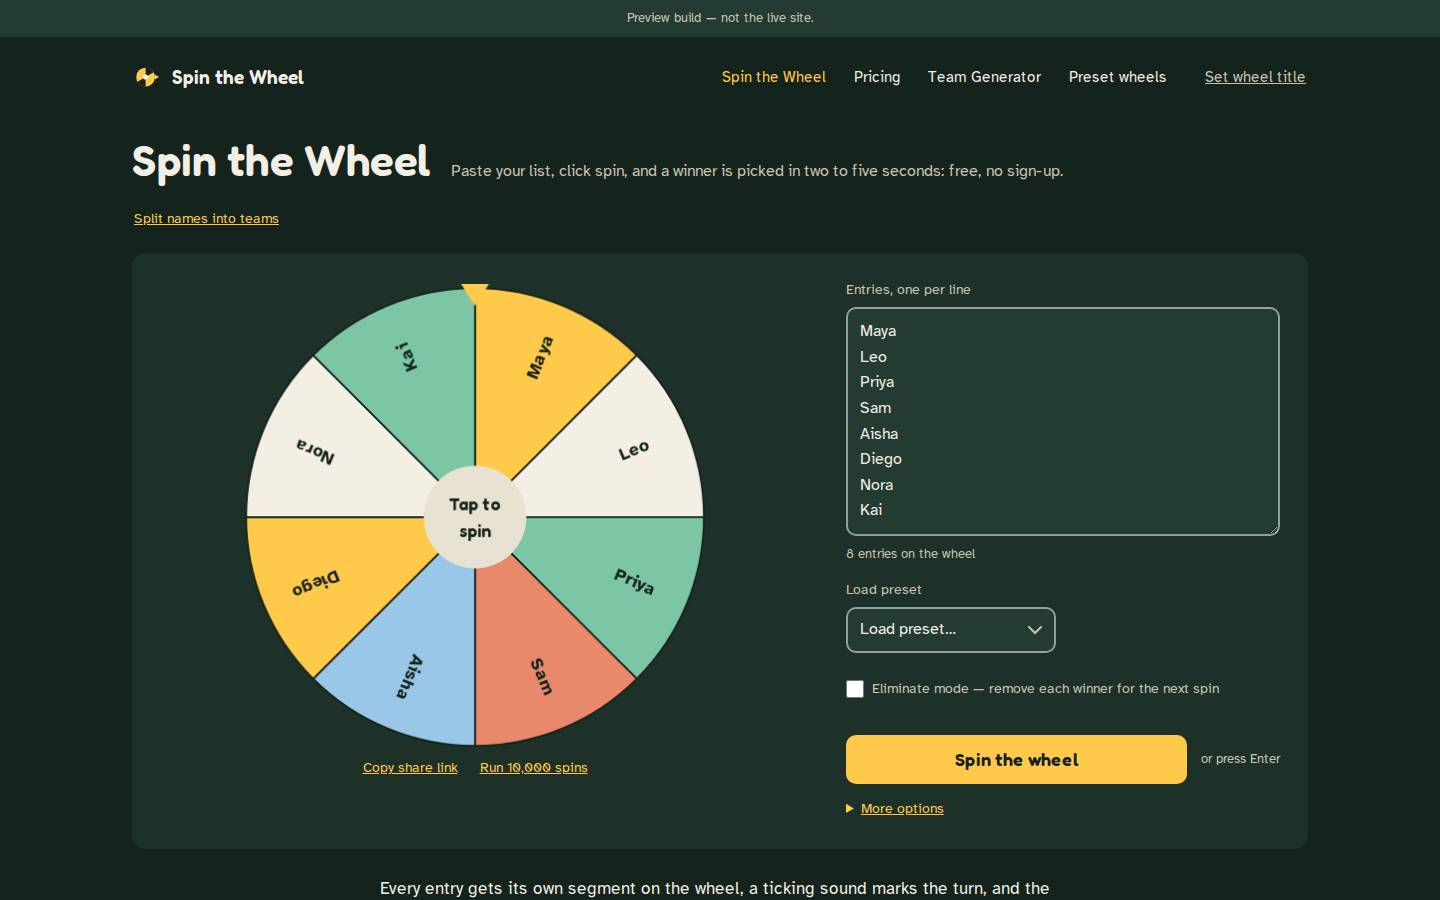 Preview build — not the live site.
Spin the Wheel
Spin the Wheel Pricing Team Generator Preset wheels Set wheel title
Spin the Wheel
Paste your list, click spin, and a winner is picked in two to five seconds: free, no sign-up.
Split names into teams
Maya
Leo
Priya
Sam
Aisha
Diego
Nora
Kai
Tap to
spin
Copy share link Run 10,000 spins
Entries, one per line
Maya
Leo
Priya
Sam
Aisha
Diego
Nora
Kai
8 entries on the wheel
Load preset
Load preset...
Eliminate mode — remove each winner for the next spin
Spin the wheel
or press Enter
More options
Every entry gets its own segment on the wheel, a ticking sound marks the turn, and the